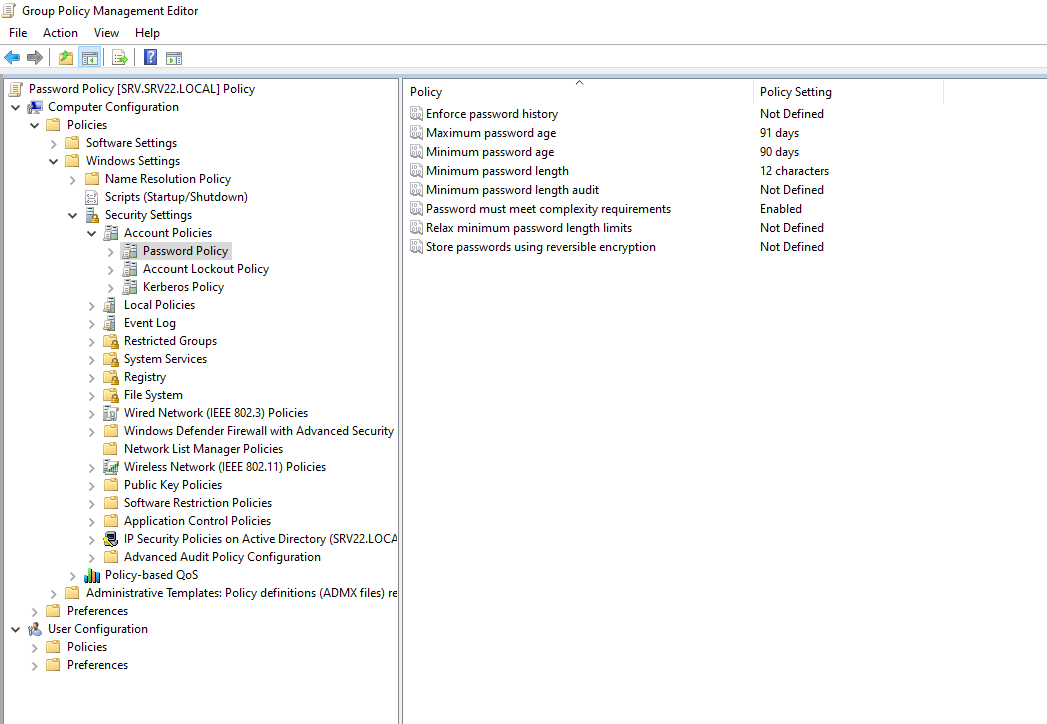 Group Policy Management Editor
File Action View Help
Password Policy [SRV.SRV22.LOCAL] Policy
Computer Configuration
Policies
Software Settings
Windows Settings
Name Resolution Policy
Scripts (Startup/Shutdown)
Security Settings
Account Policies
Password Policy
Account Lockout Policy
Kerberos Policy
Local Policies
Event Log
Restricted Groups
System Services
Registry
File System
Wired Network (IEEE 802.3) Policies
Windows Defender Firewall with Advanced Security
Network List Manager Policies
Wireless Network (IEEE 802.11) Policies
Public Key Policies
Software Restriction Policies
Application Control Policies
IP Security Policies on Active Directory (SRV22.LOCA
Advanced Audit Policy Configuration
Policy-based QoS
Administrative Templates: Policy definitions (ADMX files) re
Preferences
User Configuration
Policies
Preferences
Policy Policy Setting
Enforce password history Not Defined
Maximum password age 91 days
Minimum password age 90 days
Minimum password length 12 characters
Minimum password length audit Not Defined
Password must meet complexity requirements Enabled
Relax minimum password length limits Not Defined
Store passwords using reversible encryption Not Defined